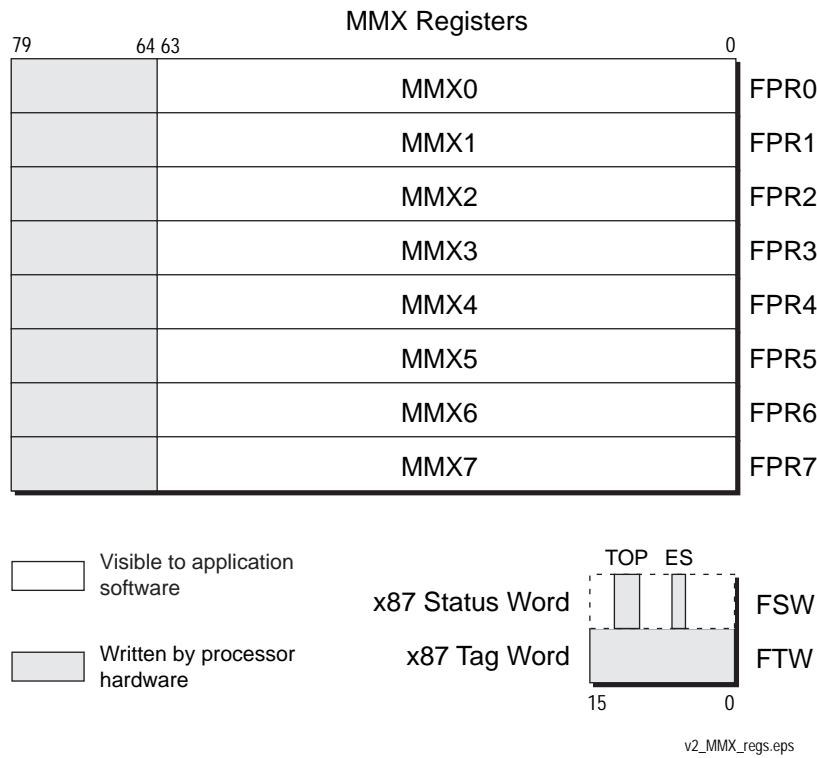 MMX Registers
79 64 63 0
MMX0 FPR0
MMX1 FPR1
MMX2 FPR2
MMX3 FPR3
MMX4 FPR4
MMX5 FPR5
MMX6 FPR6
MMX7 FPR7
Visible to application
software
Written by processor
hardware
TOP ES
x87 Status Word FSW
x87 Tag Word FTW
15 0
v2_MMX_regs.eps